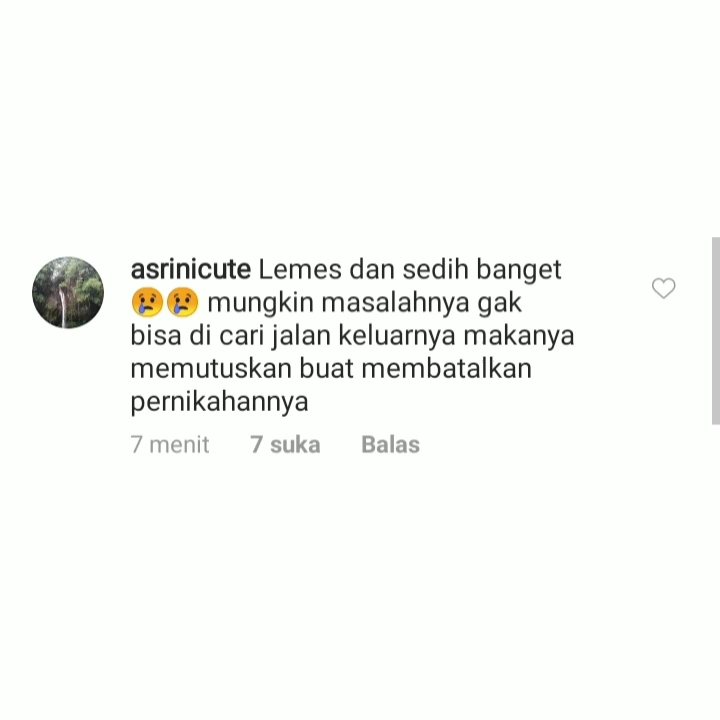 asrinicute Lemes dan sedih banget
😢😢 mungkin masalahnya gak
bisa di cari jalan keluarnya makanya
memutuskan buat membatalkan
pernikahannya
7 menit 7 suka Balas